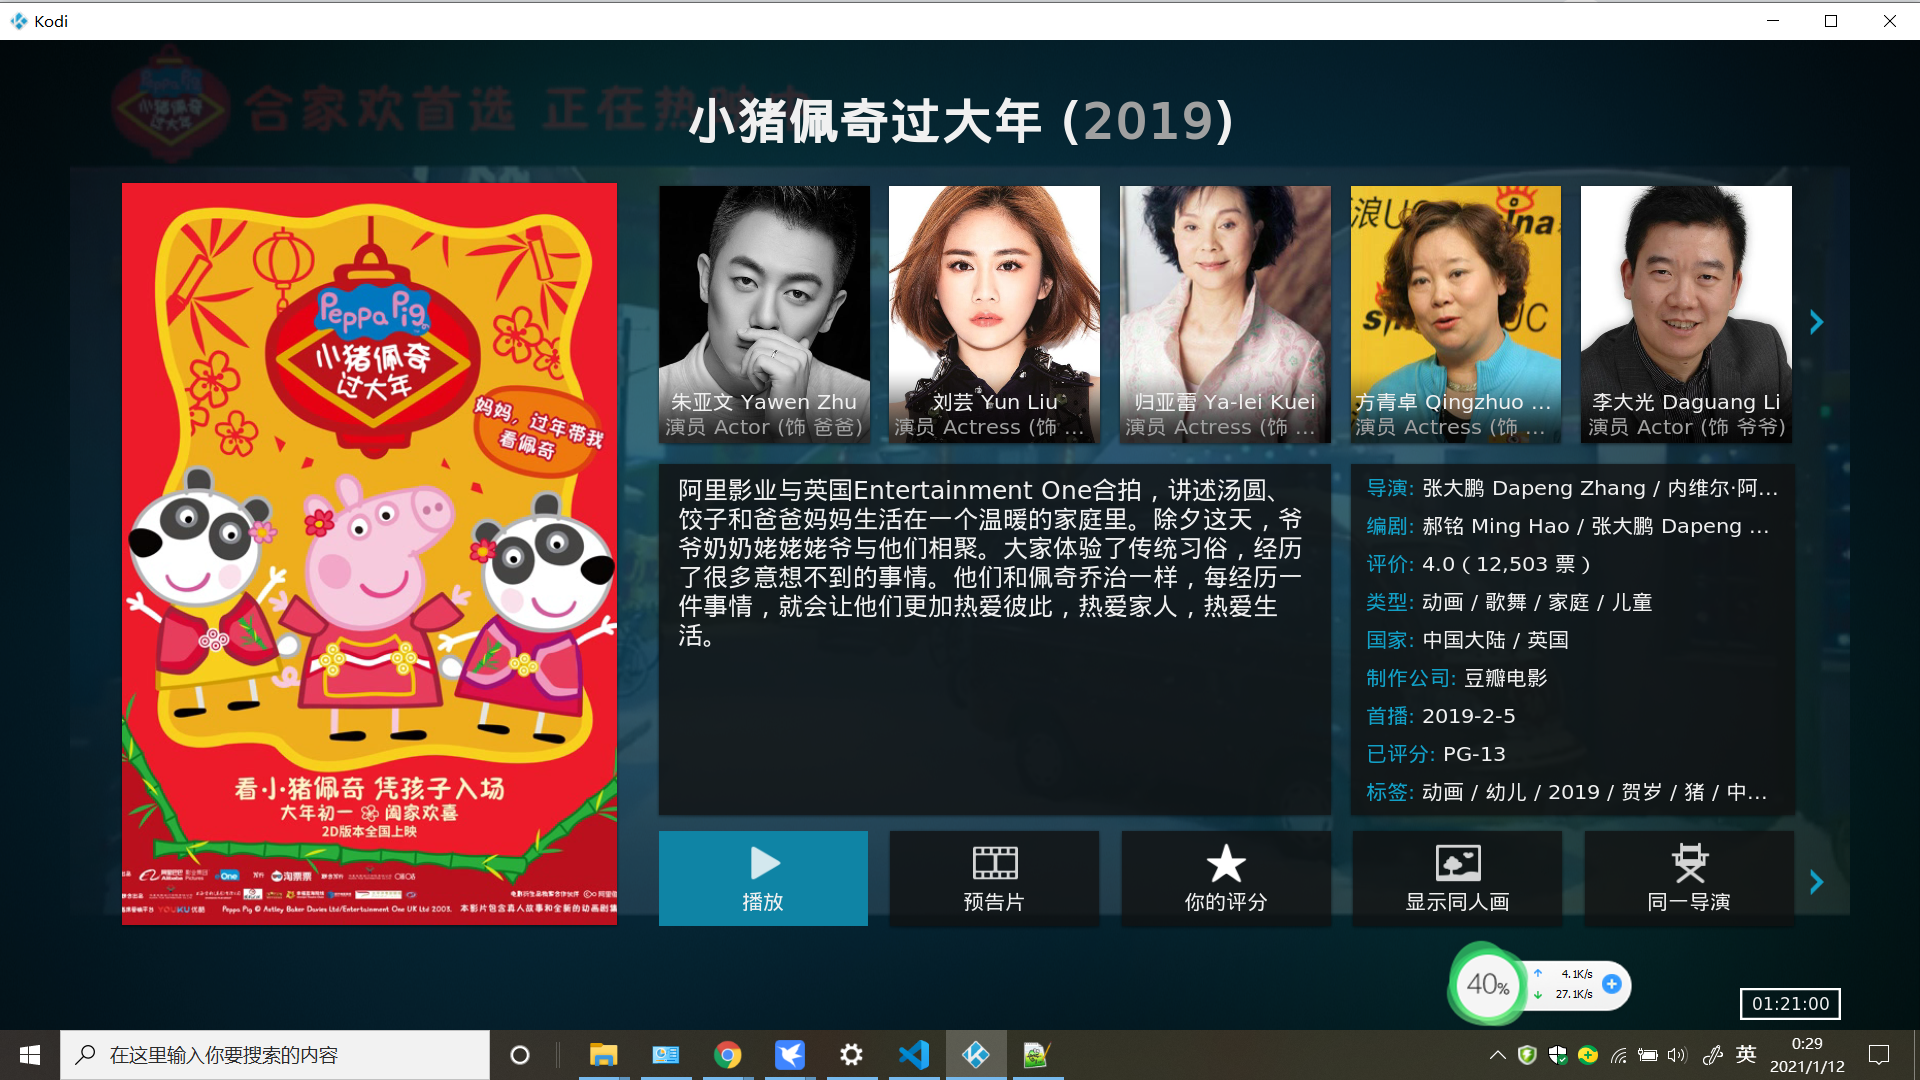 Kodi
合家欢首选 正在热映中
小猪佩奇过大年 (2019)
Peppa Pig
小猪佩奇
过大年
妈妈，过年带我
看佩奇
看小猪佩奇 凭孩子入场
大年初一 阖家欢喜
2D版本全国上映
朱亚文 Yawen Zhu
演员 Actor (饰 爸爸)
刘芸 Yun Liu
演员 Actress (饰 ...
归亚蕾 Ya-lei Kuei
演员 Actress (饰 ...
方青卓 Qingzhuo ...
演员 Actress (饰 ...
李大光 Daguang Li
演员 Actor (饰 爷爷)
阿里影业与英国Entertainment One合拍，讲述汤圆、
饺子和爸爸妈妈生活在一个温暖的家庭里。除夕这天，爷
爷奶奶姥姥姥爷与他们相聚。大家体验了传统习俗，经历
了很多意想不到的事情。他们和佩奇乔治一样，每经历一
件事情，就会让他们更加热爱彼此，热爱家人，热爱生
活。
导演: 张大鹏 Dapeng Zhang / 内维尔·阿...
编剧: 郝铭 Ming Hao / 张大鹏 Dapeng ...
评价: 4.0 ( 12,503 票 )
类型: 动画 / 歌舞 / 家庭 / 儿童
国家: 中国大陆 / 英国
制作公司: 豆瓣电影
首播: 2019-2-5
已评分: PG-13
标签: 动画 / 幼儿 / 2019 / 贺岁 / 猪 / 中...
播放
预告片
你的评分
显示同人画
同一导演
40%
4.1K/s
27.1K/s
01:21:00
在这里输入你要搜索的内容
英
0:29
2021/1/12